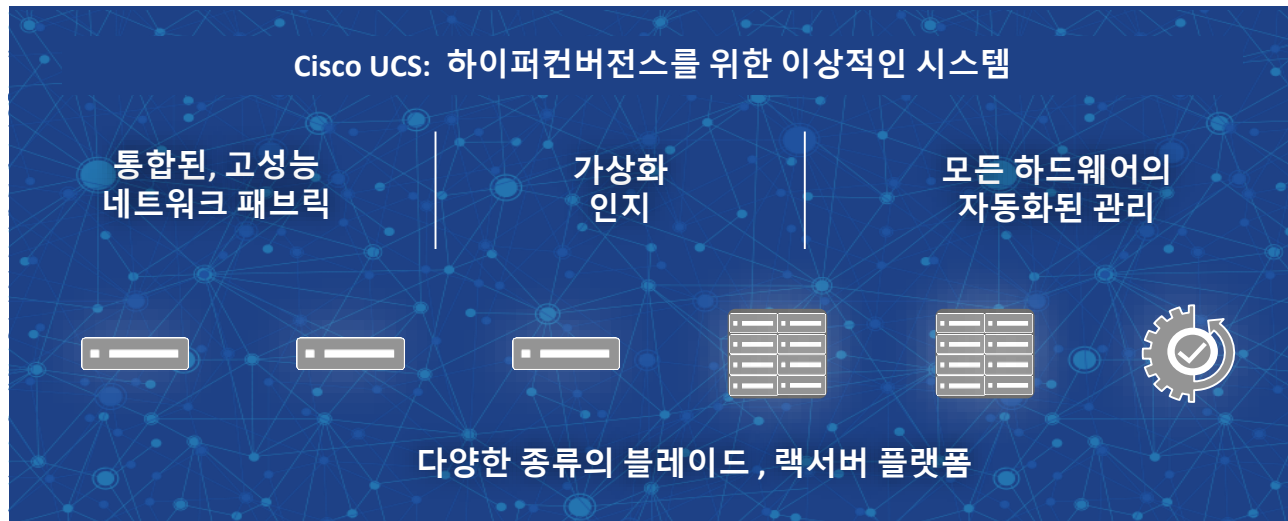 Cisco UCS: 하이퍼컨버전스를 위한 이상적인 시스템
통합된, 고성능
네트워크 패브릭
가상화
인지
모든 하드웨어의
자동화된 관리
다양한 종류의 블레이드 , 랙서버 플랫폼